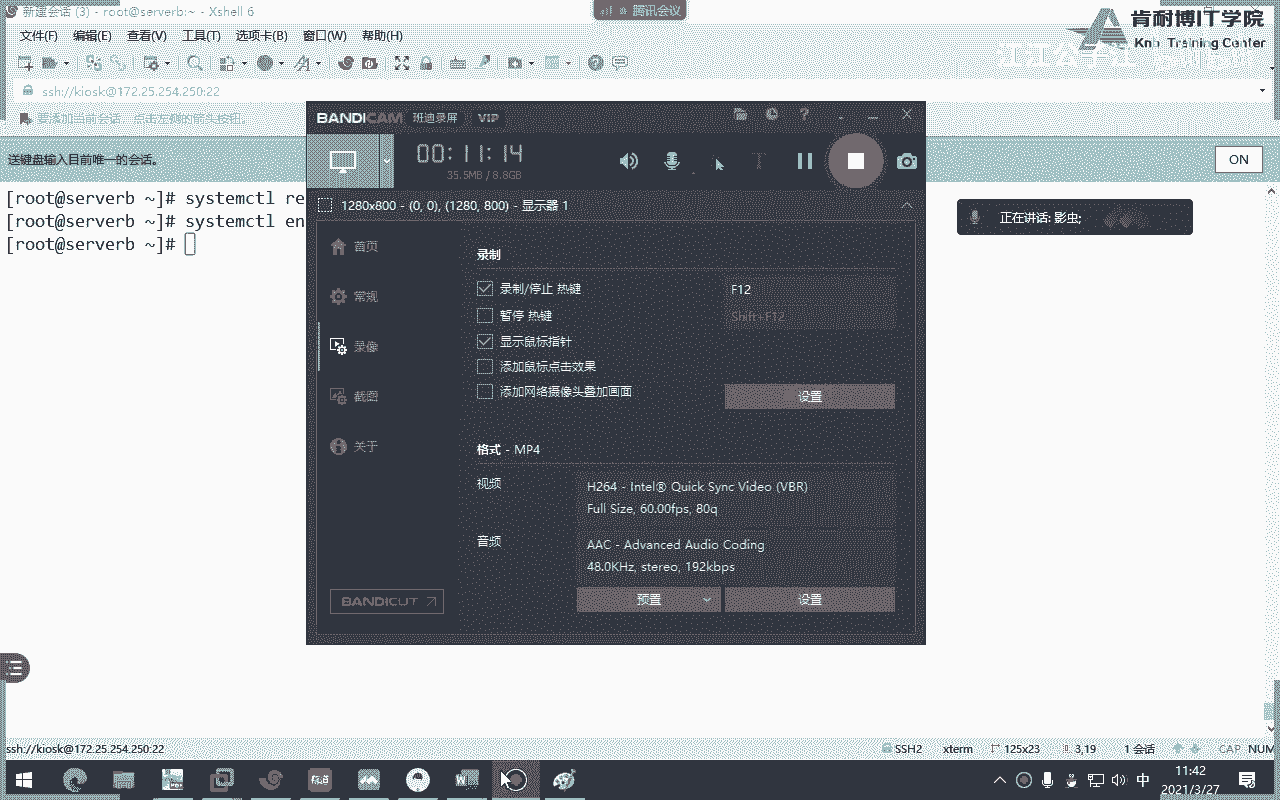 新建会话 (3) - root@serverb:~ - Xshell 6
腾讯会议
肯耐博IT学院
Training Center
文件(F) 编辑(E) 查看(V) 工具(T) 选项卡(B) 窗口(W) 帮助(H)
ssh://kiosk@172.25.254.250:22
要添加当前会话，点击左侧的箭头按钮。
送键盘输入目前唯一的会话。
ON
[root@serverb ~]# systemctl re
[root@serverb ~]# systemctl en
[root@serverb ~]#
BANDICAM 班迪录屏 VIP
00:11:14
35.5MB / 8.8GB
1280x800 - (0, 0), (1280, 800) - 显示器 1
正在讲话: 影虫;
首页
常规
录像
截图
关于
BANDICUT
录制
录制/停止 热键 F12
暂停 热键 Shift+F12
显示鼠标指针
添加鼠标点击效果
添加网络摄像头叠加画面
设置
格式 - MP4
视频
H264 - Intel® Quick Sync Video (VBR)
Full Size, 60.00fps, 80q
音频
AAC - Advanced Audio Coding
48.0KHz, stereo, 192kbps
预置 设置
ssh://kiosk@172.25.254.250:22 SSH2 xterm 125x23 3,19 1 会话 CAP NUM
中
11:42
2021/3/27